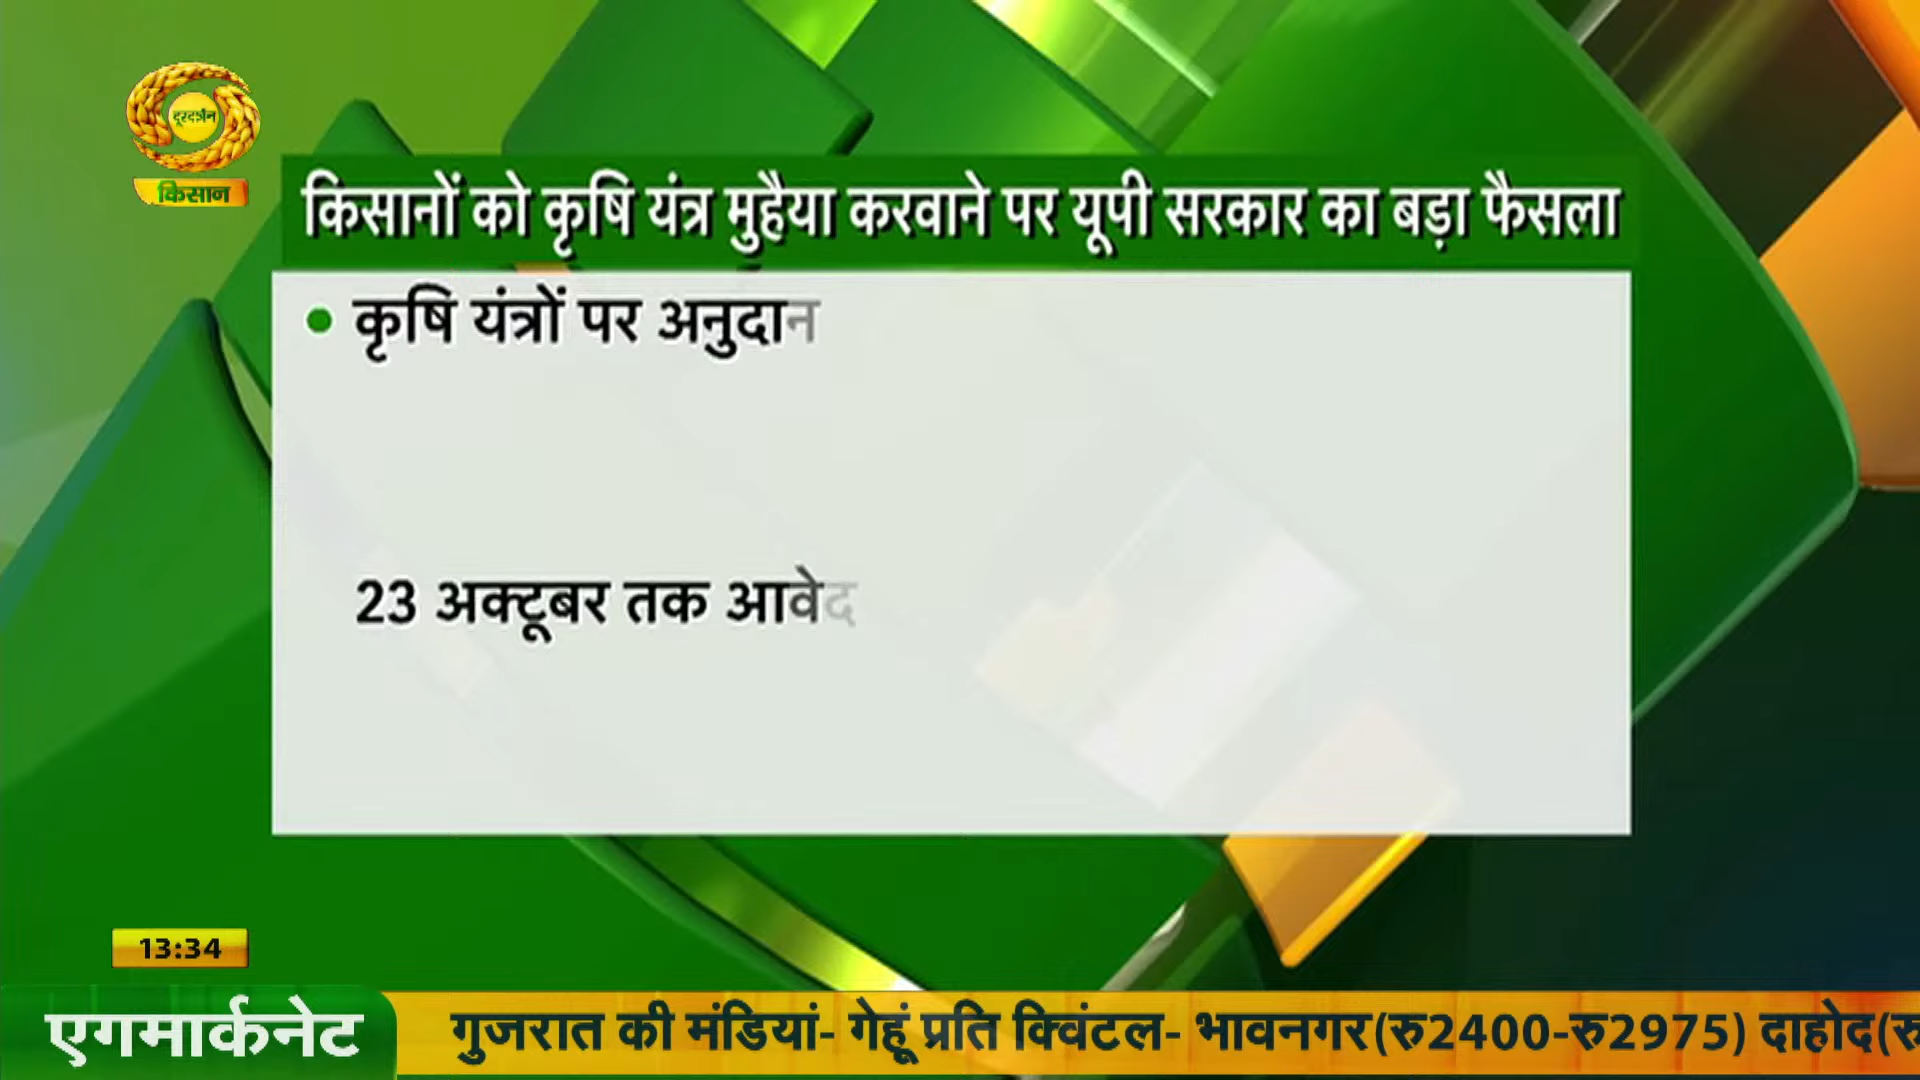 दूरदर्शन
किसान
किसानों को कृषि यंत्र मुहैया करवाने पर यूपी सरकार का बड़ा फैसला
• कृषि यंत्रों पर अनुदान
23 अक्टूबर तक आवेद
13:34
एगमार्कनेट
गुजरात की मंडियां- गेहूं प्रति क्विंटल- भावनगर(रु2400-रु2975) दाहोद(रु